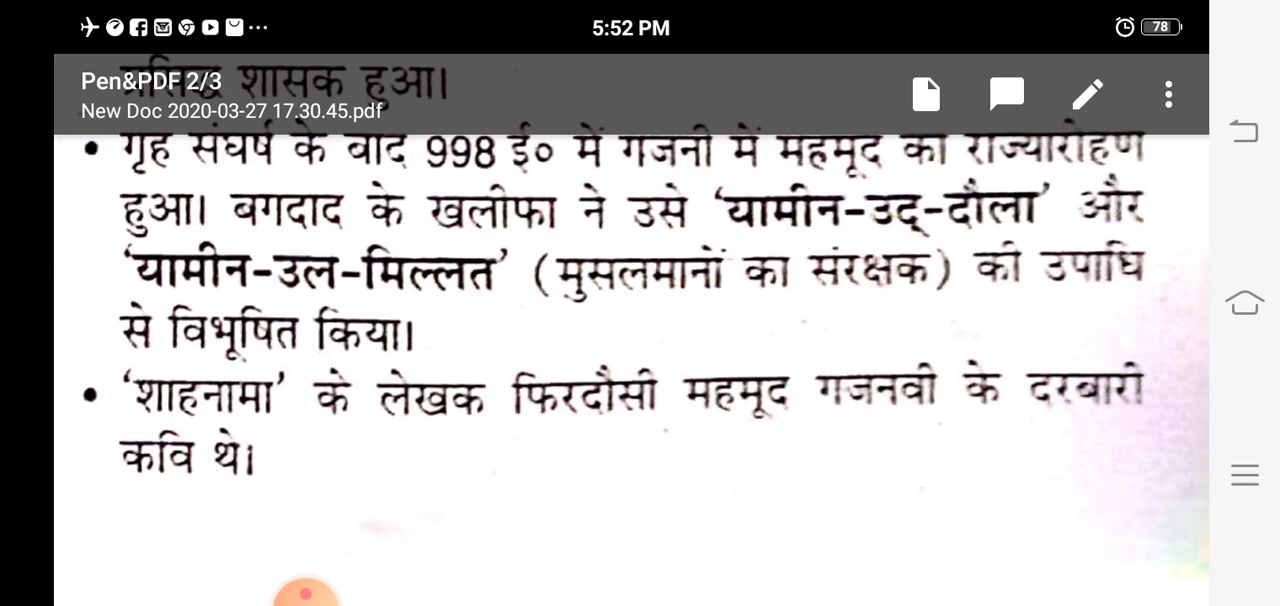 5:52 PM
78
प्रसिद्ध शासक हुआ।
Pen&PDF 2/3
New Doc 2020-03-27 17.30.45.pdf
• गृह संघर्ष के बाद 998 ई० में गजनी में महमूद का राज्यारोहण
हुआ। बगदाद के खलीफा ने उसे ‘यामीन-उद्-दौला’ और
‘यामीन-उल-मिल्लत’ (मुसलमानों का संरक्षक) की उपाधि
से विभूषित किया।
• ‘शाहनामा’ के लेखक फिरदौसी महमूद गजनवी के दरबारी
कवि थे।